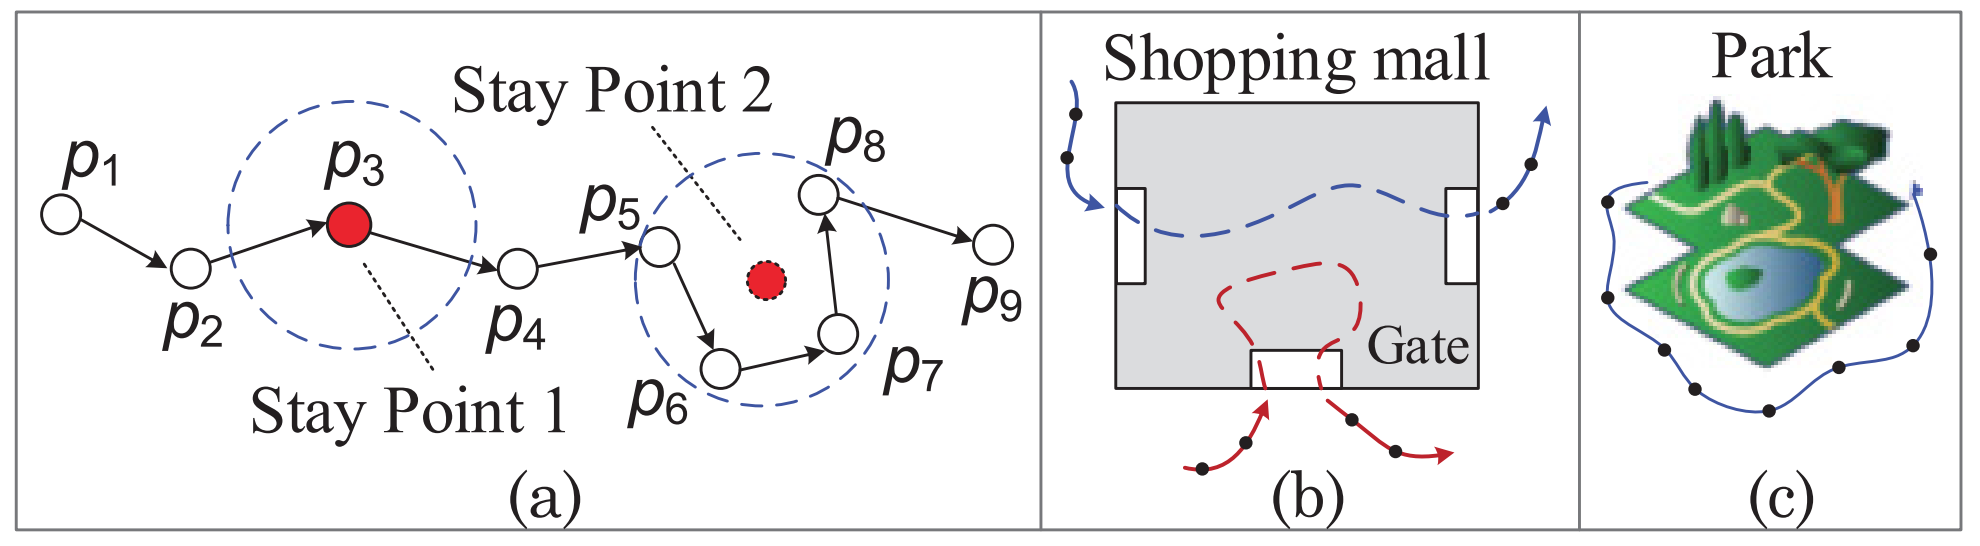 Stay Point 2
p1
p2
p3
p4
p5
p6
p7
p8
p9
Stay Point 1
(a)
Shopping mall
Gate
(b)
Park
(c)